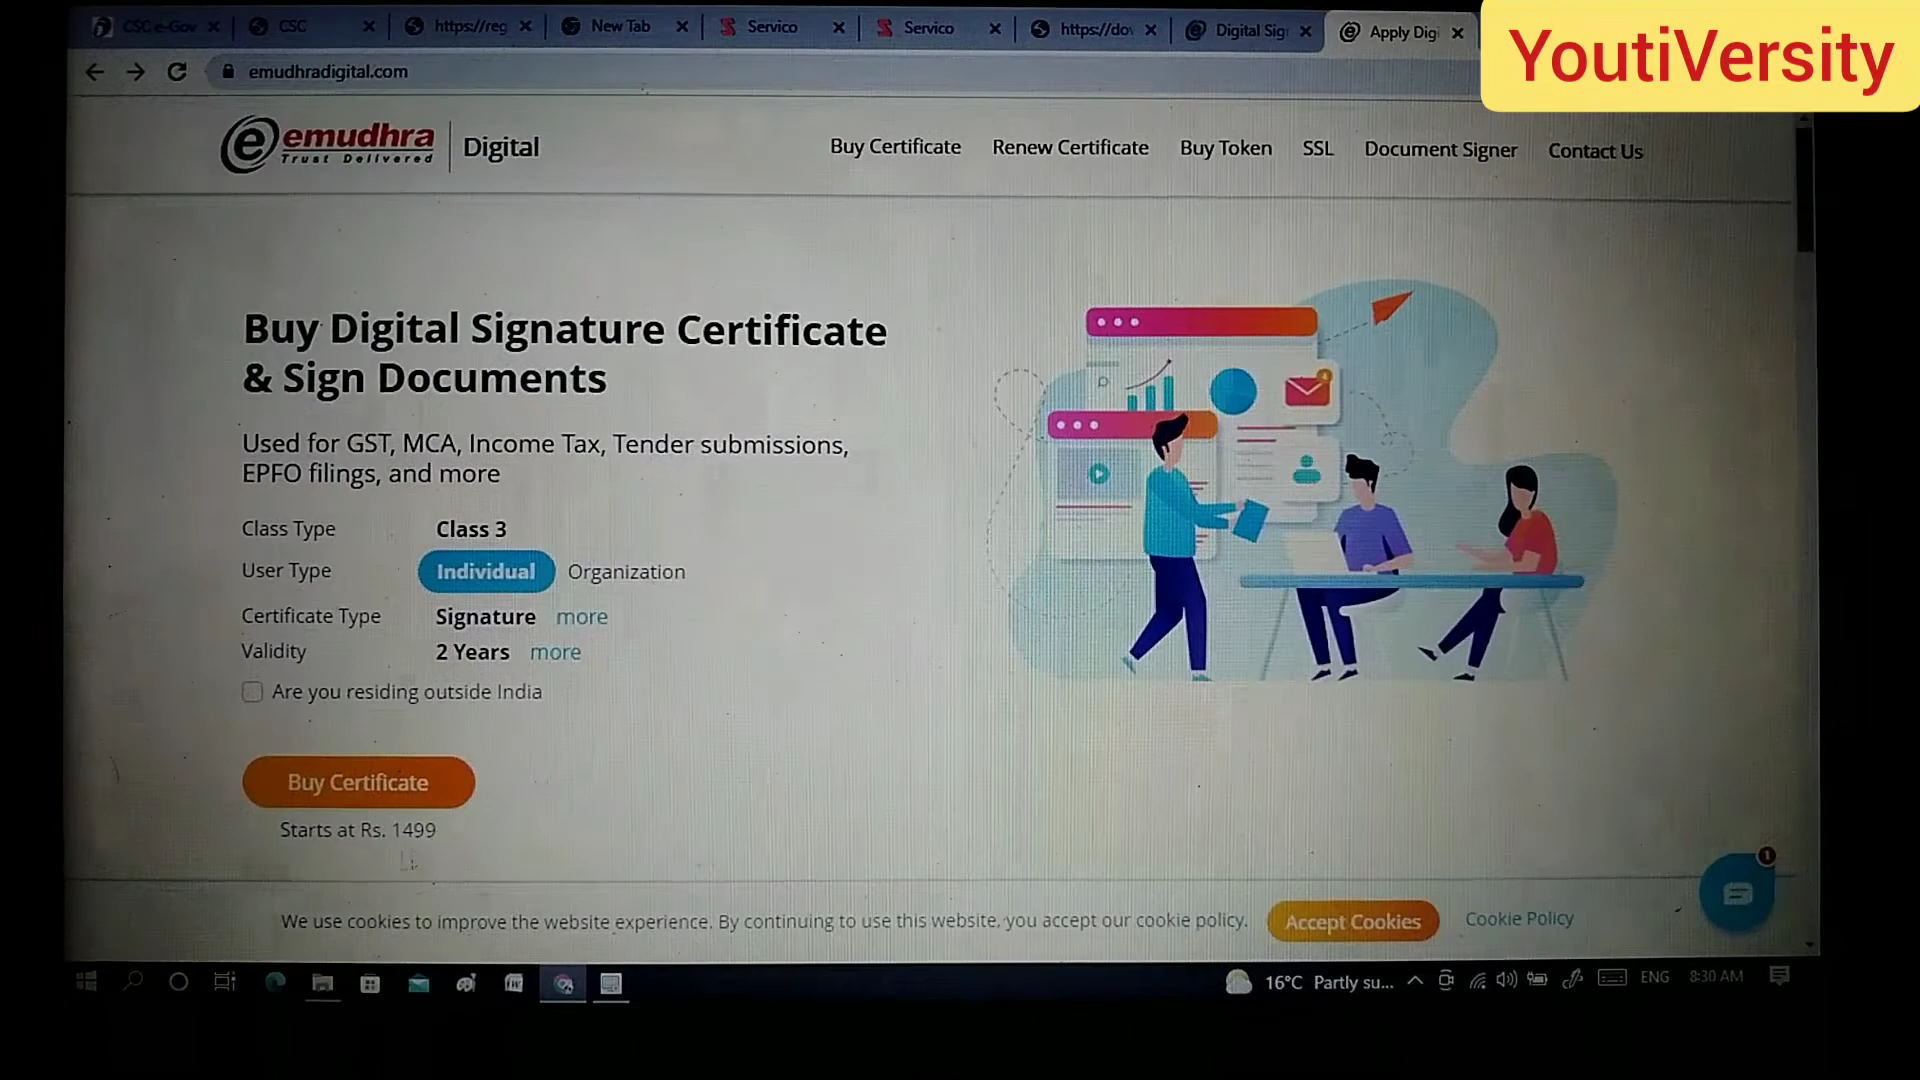 CSC e-Gov
CSC
https://reg
New Tab
Servico
Servico
https://dov
Digital Sig
Apply Digi
YoutiVersity
emudhradigital.com
emudhra
Trust Delivered
Digital
Buy Certificate
Renew Certificate
Buy Token
SSL
Document Signer
Contact Us
Buy Digital Signature Certificate
& Sign Documents
Used for GST, MCA, Income Tax, Tender submissions,
EPFO filings, and more
Class Type Class 3
User Type Individual Organization
Certificate Type Signature more
Validity 2 Years more
Are you residing outside India
Buy Certificate
Starts at Rs. 1499
1
We use cookies to improve the website experience. By continuing to use this website, you accept our cookie policy.
Accept Cookies
Cookie Policy
16°C Partly su...
ENG
8:30 AM